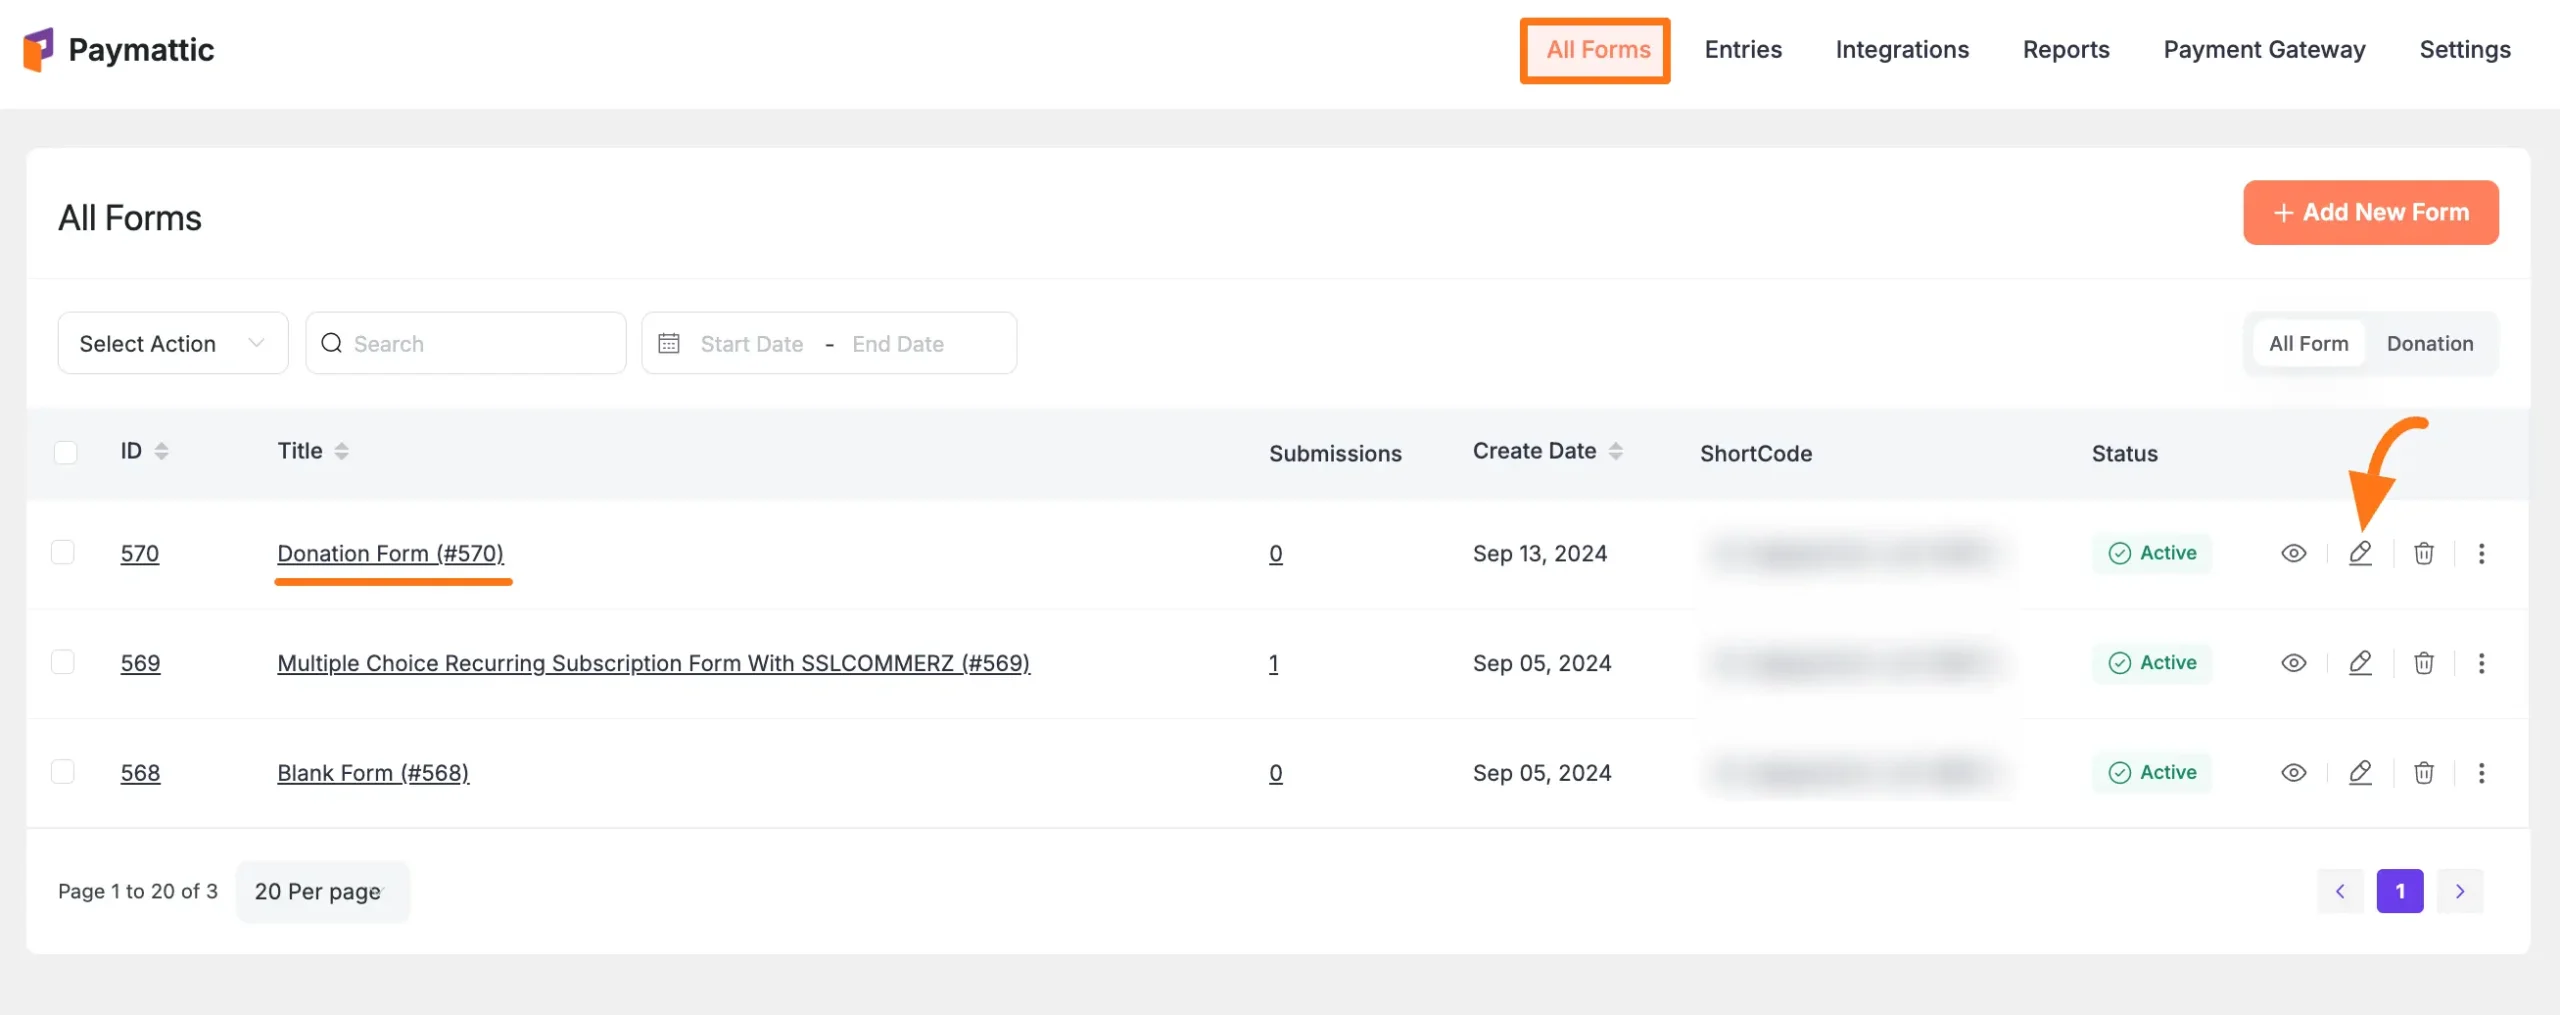 Paymattic
All Forms Entries Integrations Reports Payment Gateway Settings
All Forms
+ Add New Form
Select Action Search Start Date - End Date All Form Donation
ID Title Submissions Create Date ShortCode Status
570 Donation Form (#570) 0 Sep 13, 2024 Active
569 Multiple Choice Recurring Subscription Form With SSLCOMMERZ (#569) 1 Sep 05, 2024 Active
568 Blank Form (#568) 0 Sep 05, 2024 Active
Page 1 to 20 of 3 20 Per page 1